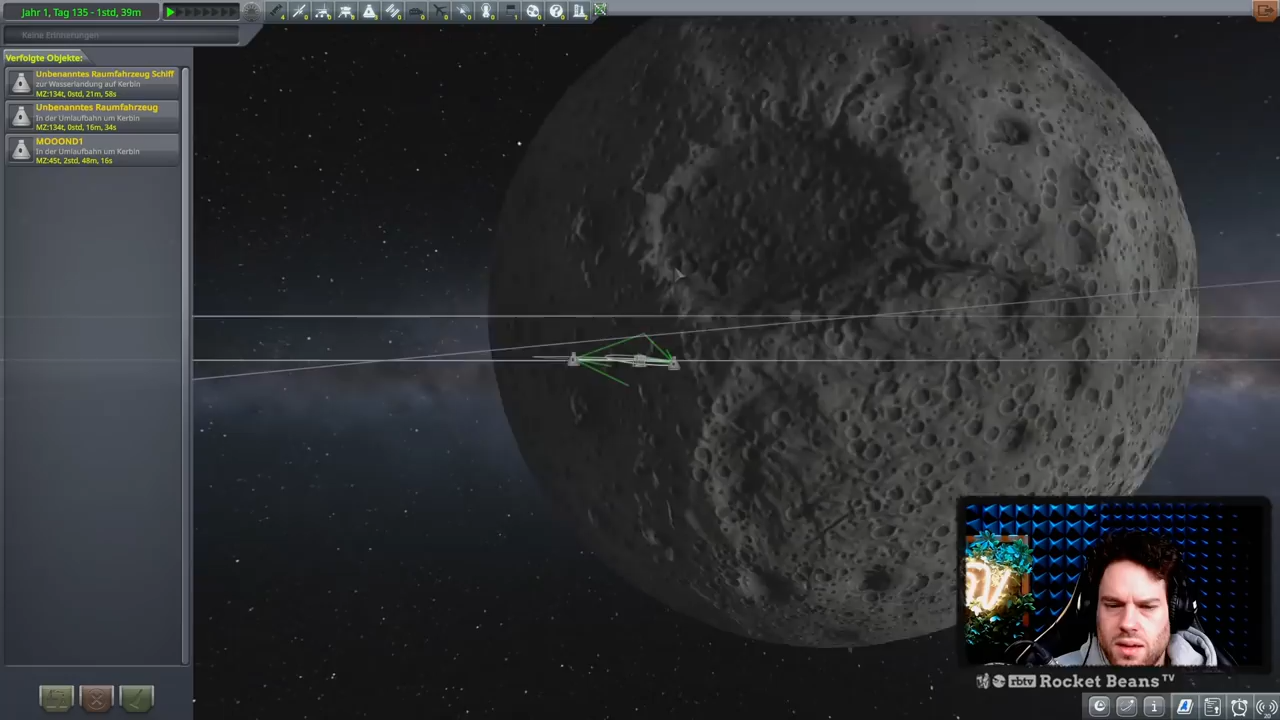 Jahr 1, Tag 135 - 1std, 39m
Keine Erinnerungen
Verfolgte Objekte:
Unbenanntes Raumfahrzeug Schiff
zur Wasserlandung auf Kerbin
MZ:134t, 0std, 21m, 58s
Unbenanntes Raumfahrzeug
In der Umlaufbahn um Kerbin
MZ:134t, 0std, 16m, 34s
MOOOND1
In der Umlaufbahn um Kerbin
MZ:45t, 2std, 48m, 16s
rbtv Rocket Beans TV